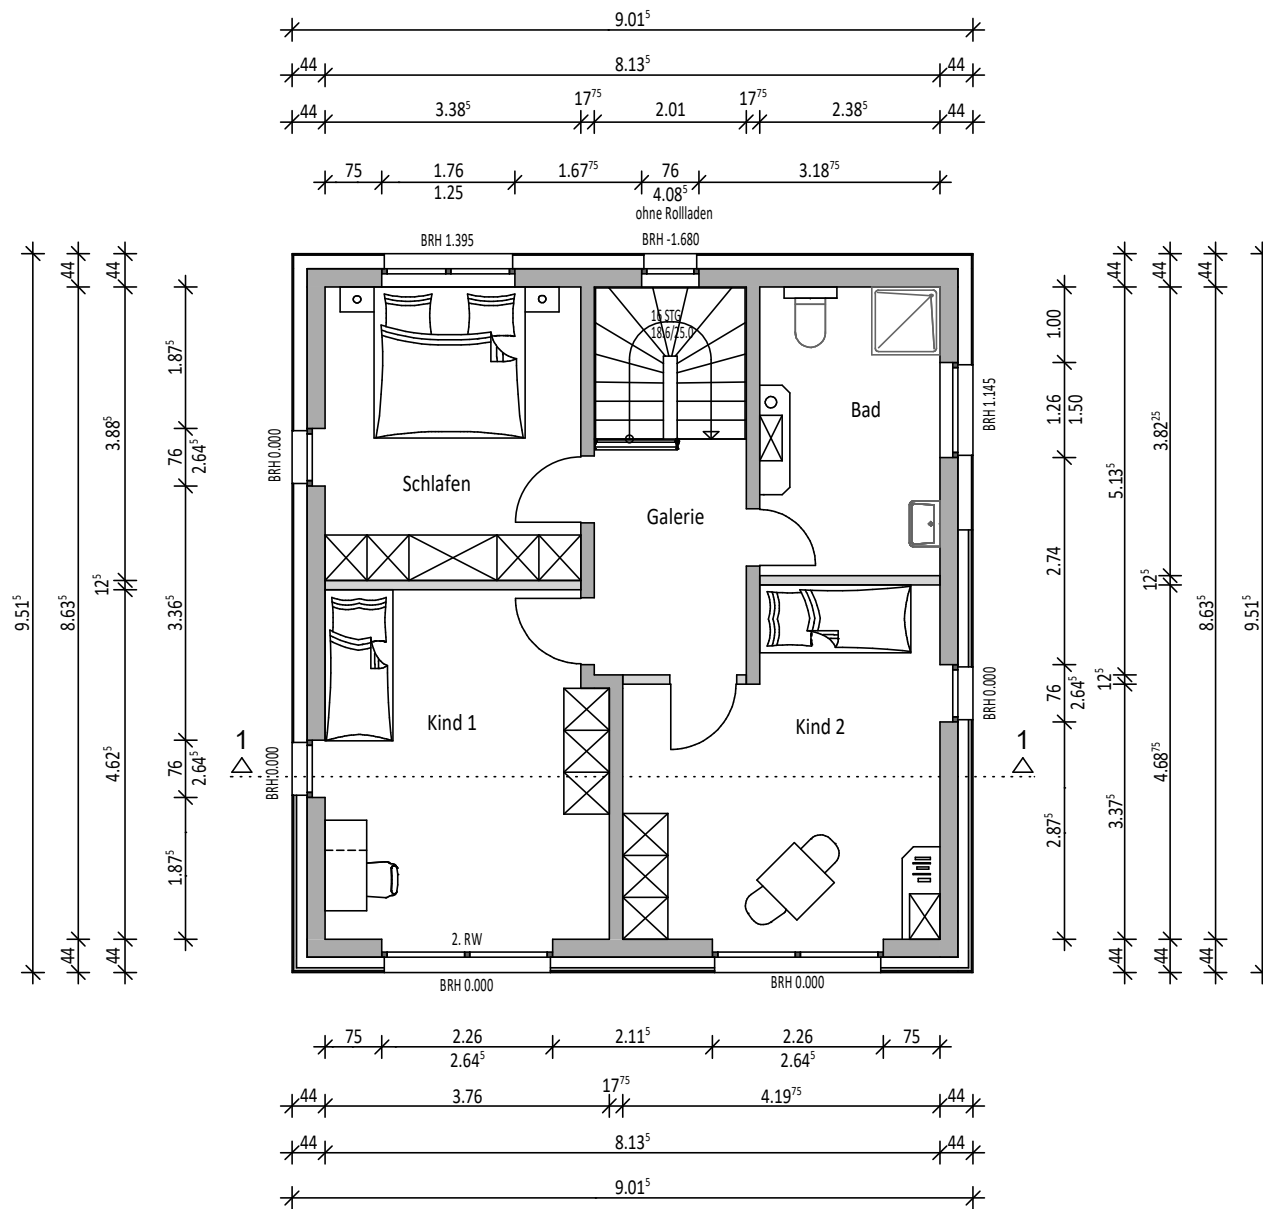 9.01⁵
44 8.13⁵ 44
44 3.38⁵ 17⁷⁵ 2.01 17⁷⁵ 2.38⁵ 44
75 1.76 1.67⁷⁵ 76 3.18⁷⁵
1.25 4.08⁵
ohne Rollladen
BRH 1.395 BRH -1.680
9.51⁵
44 8.63⁵ 44
44 3.88⁵ 12⁵ 4.62⁵ 44
1.87⁵ 76 3.36⁵ 76 1.87⁵
2.64⁵ 2.64⁵
BRH 0.000
BRH 0.000
16 STG
18.6/25.0
Bad
Schlafen
Galerie
Kind 1
Kind 2
1 1
2. RW
BRH 0.000
BRH 0.000
BRH 1.145
BRH 0.000
1.00 1.26 2.74 76 2.87⁵
1.50 2.64⁵
44 5.13⁵ 12⁵ 3.37⁵ 44
44 3.82²⁵ 12⁵ 4.68⁷⁵ 44
44 8.63⁵ 44
9.51⁵
75 2.26 2.11⁵ 2.26 75
2.64⁵ 2.64⁵
44 3.76 17⁷⁵ 4.19⁷⁵ 44
44 8.13⁵ 44
9.01⁵